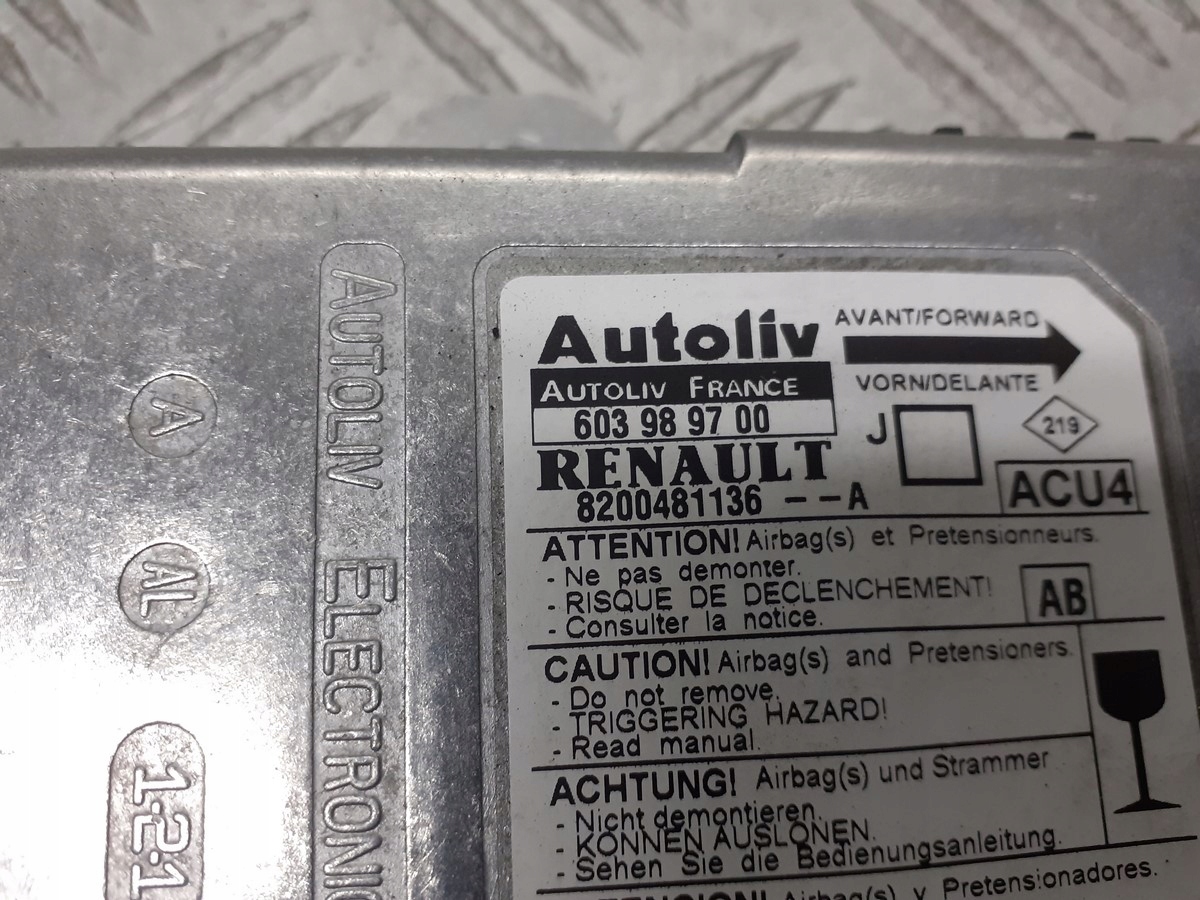 Autoliv
AVANT/FORWARD
AUTOLIV FRANCE
VORN/DELANTE
603 98 97 00
J
219
RENAULT
ACU4
8200481136 --A
ATTENTION! Airbag(s) et Pretensionneurs.
- Ne pas demonter.
- RISQUE DE DECLENCHEMENT!
- Consulter la notice.
AB
CAUTION! Airbag(s) and Pretensioners.
- Do not remove.
- TRIGGERING HAZARD!
- Read manual.
ACHTUNG! Airbag(s) und Strammer
- Nicht demontieren.
- KONNEN AUSLONEN.
- Sehen Sie die Bedienungsanleitung.
Airbag(s) y Pretensionadores.
AUTOLIV ELECTRONIC
A
AL
1-2-1